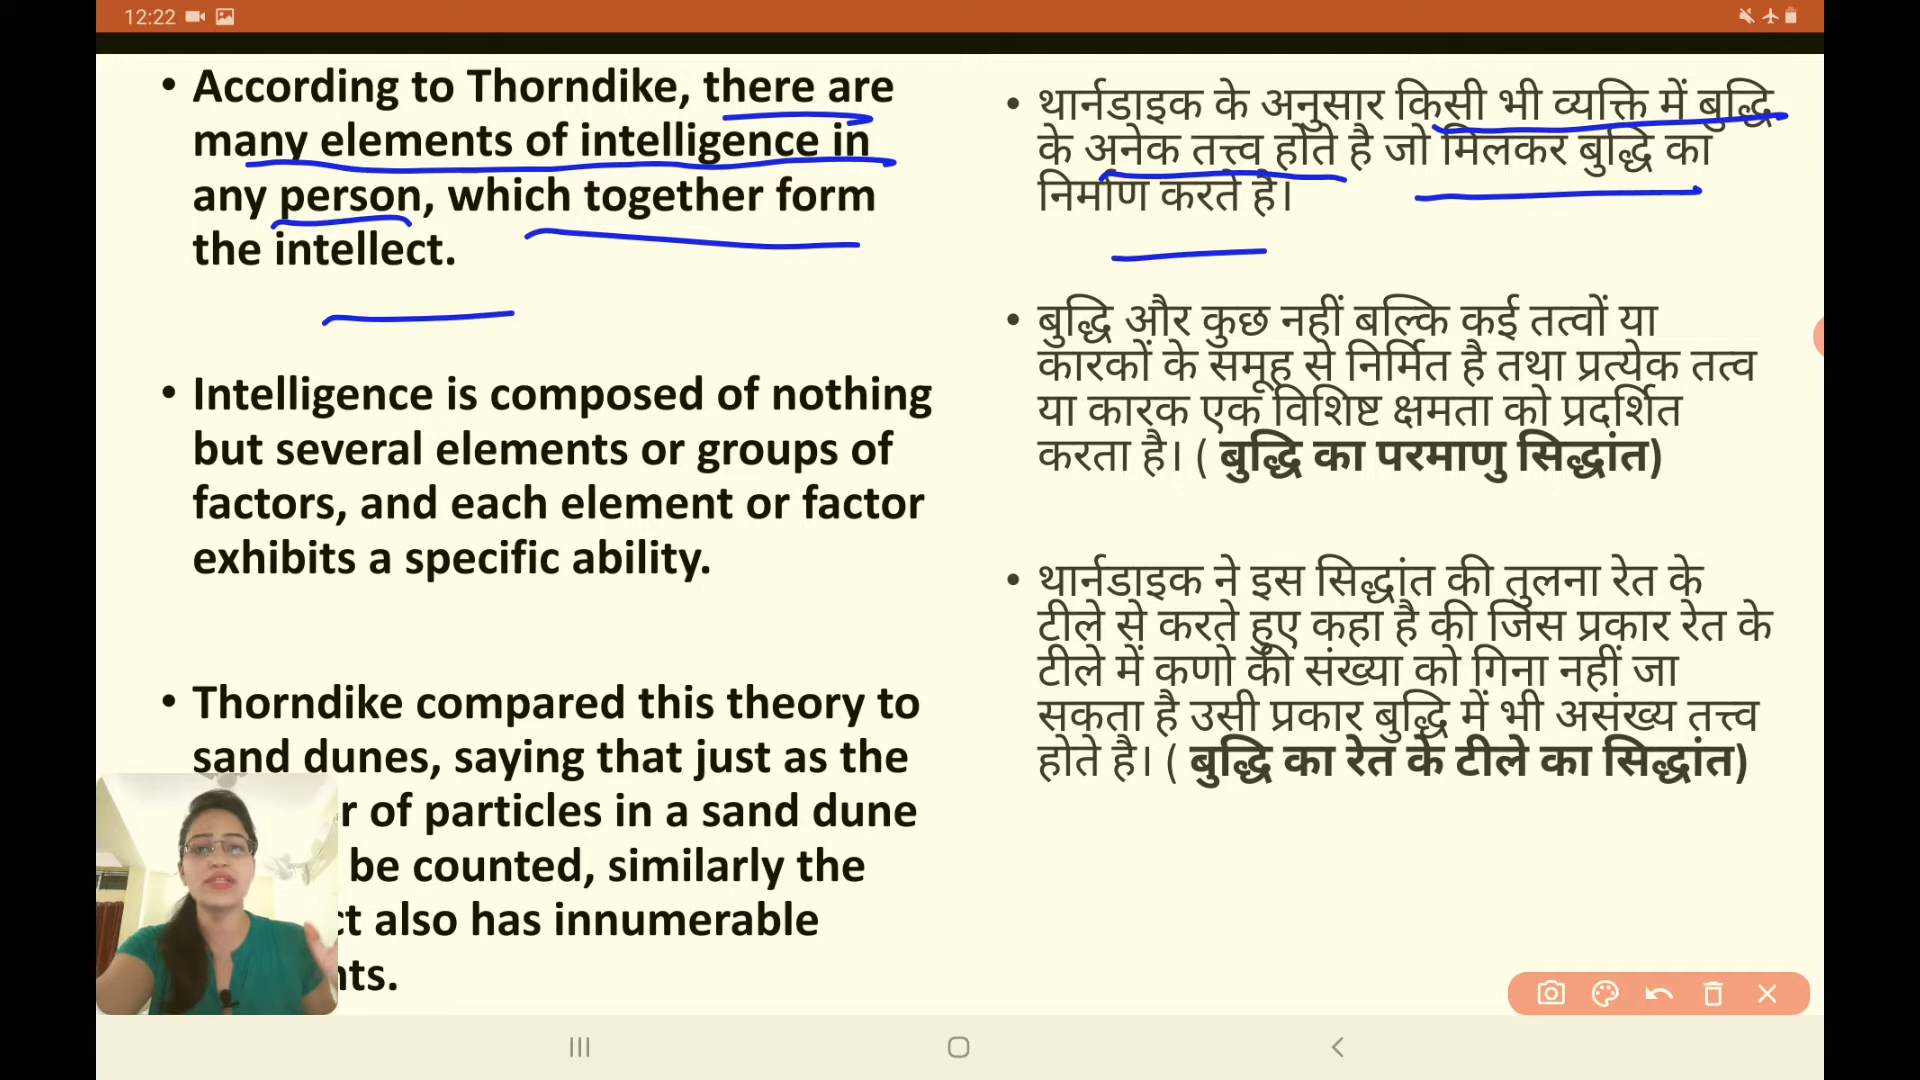 12:22
• According to Thorndike, there are
many elements of intelligence in
any person, which together form
the intellect.
• Intelligence is composed of nothing
but several elements or groups of
factors, and each element or factor
exhibits a specific ability.
• Thorndike compared this theory to
sand dunes, saying that just as the
r of particles in a sand dune
be counted, similarly the
ct also has innumerable
nts.
• थार्नडाइक के अनुसार किसी भी व्यक्ति में बुद्धि
के अनेक तत्त्व होते है जो मिलकर बुद्धि का
निर्माण करते है।
• बुद्धि और कुछ नहीं बल्कि कई तत्वों या
कारकों के समूह से निर्मित है तथा प्रत्येक तत्व
या कारक एक विशिष्ट क्षमता को प्रदर्शित
करता है। ( बुद्धि का परमाणु सिद्धांत)
• थार्नडाइक ने इस सिद्धांत की तुलना रेत के
टीले से करते हुए कहा है की जिस प्रकार रेत के
टीले में कणो की संख्या को गिना नहीं जा
सकता है उसी प्रकार बुद्धि में भी असंख्य तत्त्व
होते है। ( बुद्धि का रेत के टीले का सिद्धांत)